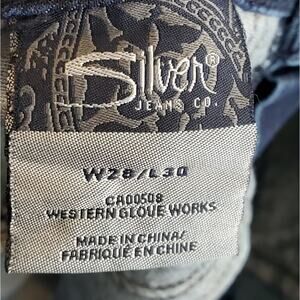 Silver®
JEANS CO.
W28/L30
CA00508
WESTERN GLOVE WORKS
MADE IN CHINA/
FABRIQUÉ EN CHINE